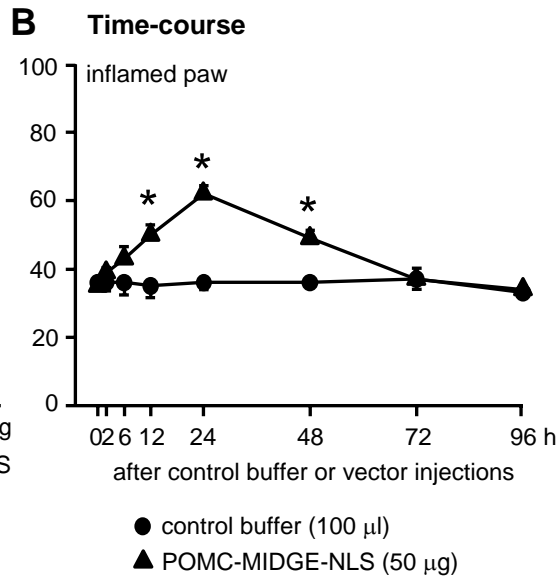 B Time-course
100 inflamed paw
80
* * *
60
40
20
0
g 0 2 6 12 24 48 72 96 h
S after control buffer or vector injections
control buffer (100 µl)
POMC-MIDGE-NLS (50 µg)